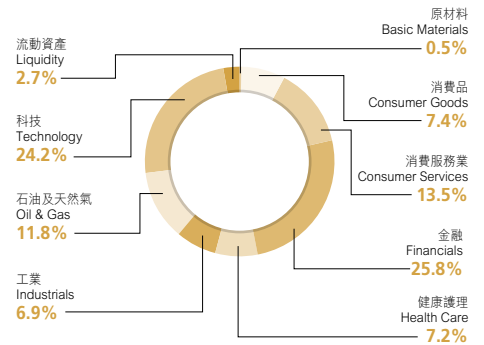 原材料
Basic Materials
0.5%
流動資產
Liquidity
2.7%
消費品
Consumer Goods
7.4%
科技
Technology
24.2%
消費服務業
Consumer Services
13.5%
石油及天然氣
Oil & Gas
11.8%
金融
Financials
25.8%
工業
Industrials
6.9%
健康護理
Health Care
7.2%